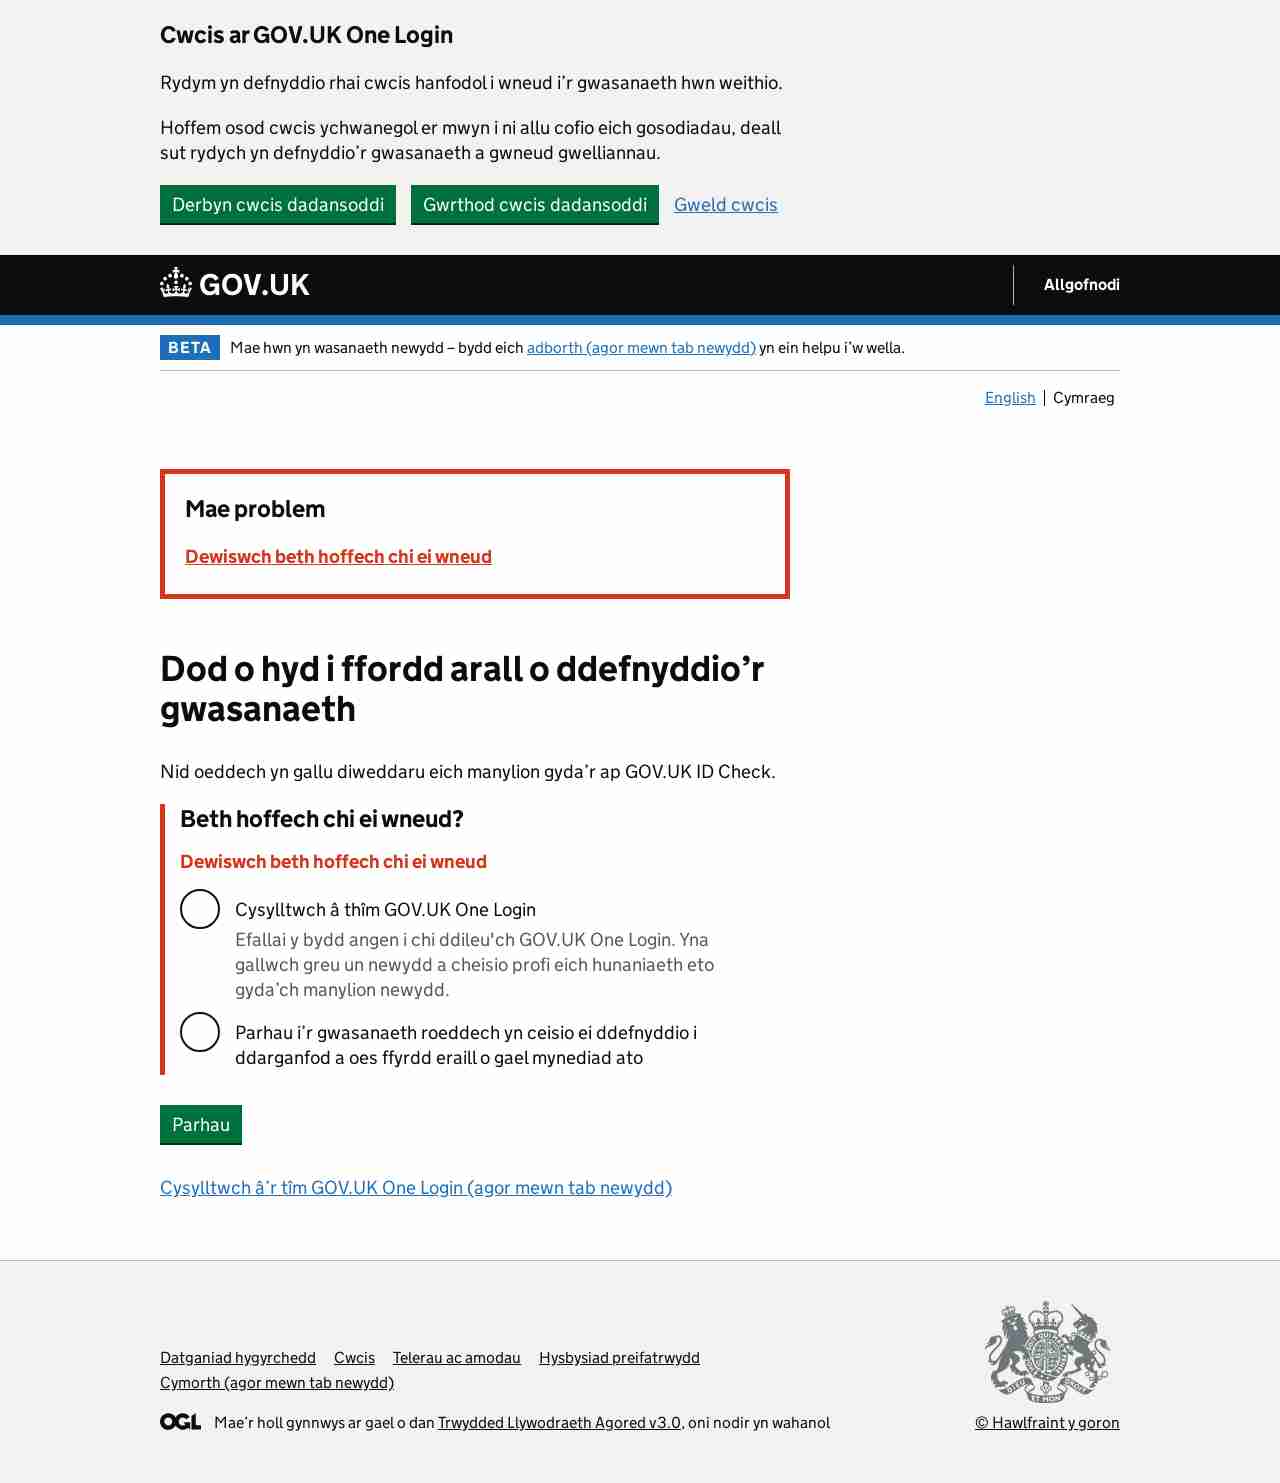 Cwcis ar GOV.UK One Login
Rydym yn defnyddio rhai cwcis hanfodol i wneud i’r gwasanaeth hwn weithio.
Hoffem osod cwcis ychwanegol er mwyn i ni allu cofio eich gosodiadau, deall
sut rydych yn defnyddio’r gwasanaeth a gwneud gwelliannau.
Derbyn cwcis dadansoddi Gwrthod cwcis dadansoddi Gweld cwcis
GOV.UK Allgofnodi
BETA Mae hwn yn wasanaeth newydd – bydd eich adborth (agor mewn tab newydd) yn ein helpu i’w wella.
English Cymraeg
Mae problem
Dewiswch beth hoffech chi ei wneud
Dod o hyd i ffordd arall o ddefnyddio’r
gwasanaeth
Nid oeddech yn gallu diweddaru eich manylion gyda’r ap GOV.UK ID Check.
Beth hoffech chi ei wneud?
Dewiswch beth hoffech chi ei wneud
Cysylltwch â thîm GOV.UK One Login
Efallai y bydd angen i chi ddileu'ch GOV.UK One Login. Yna
gallwch greu un newydd a cheisio profi eich hunaniaeth eto
gyda’ch manylion newydd.
Parhau i’r gwasanaeth roeddech yn ceisio ei ddefnyddio i
ddarganfod a oes ffyrdd eraill o gael mynediad ato
Parhau
Cysylltwch â’r tîm GOV.UK One Login (agor mewn tab newydd)
Datganiad hygyrchedd Cwcis Telerau ac amodau Hysbysiad preifatrwydd
Cymorth (agor mewn tab newydd)
OGL Mae’r holl gynnwys ar gael o dan Trwydded Llywodraeth Agored v3.0, oni nodir yn wahanol
© Hawlfraint y goron